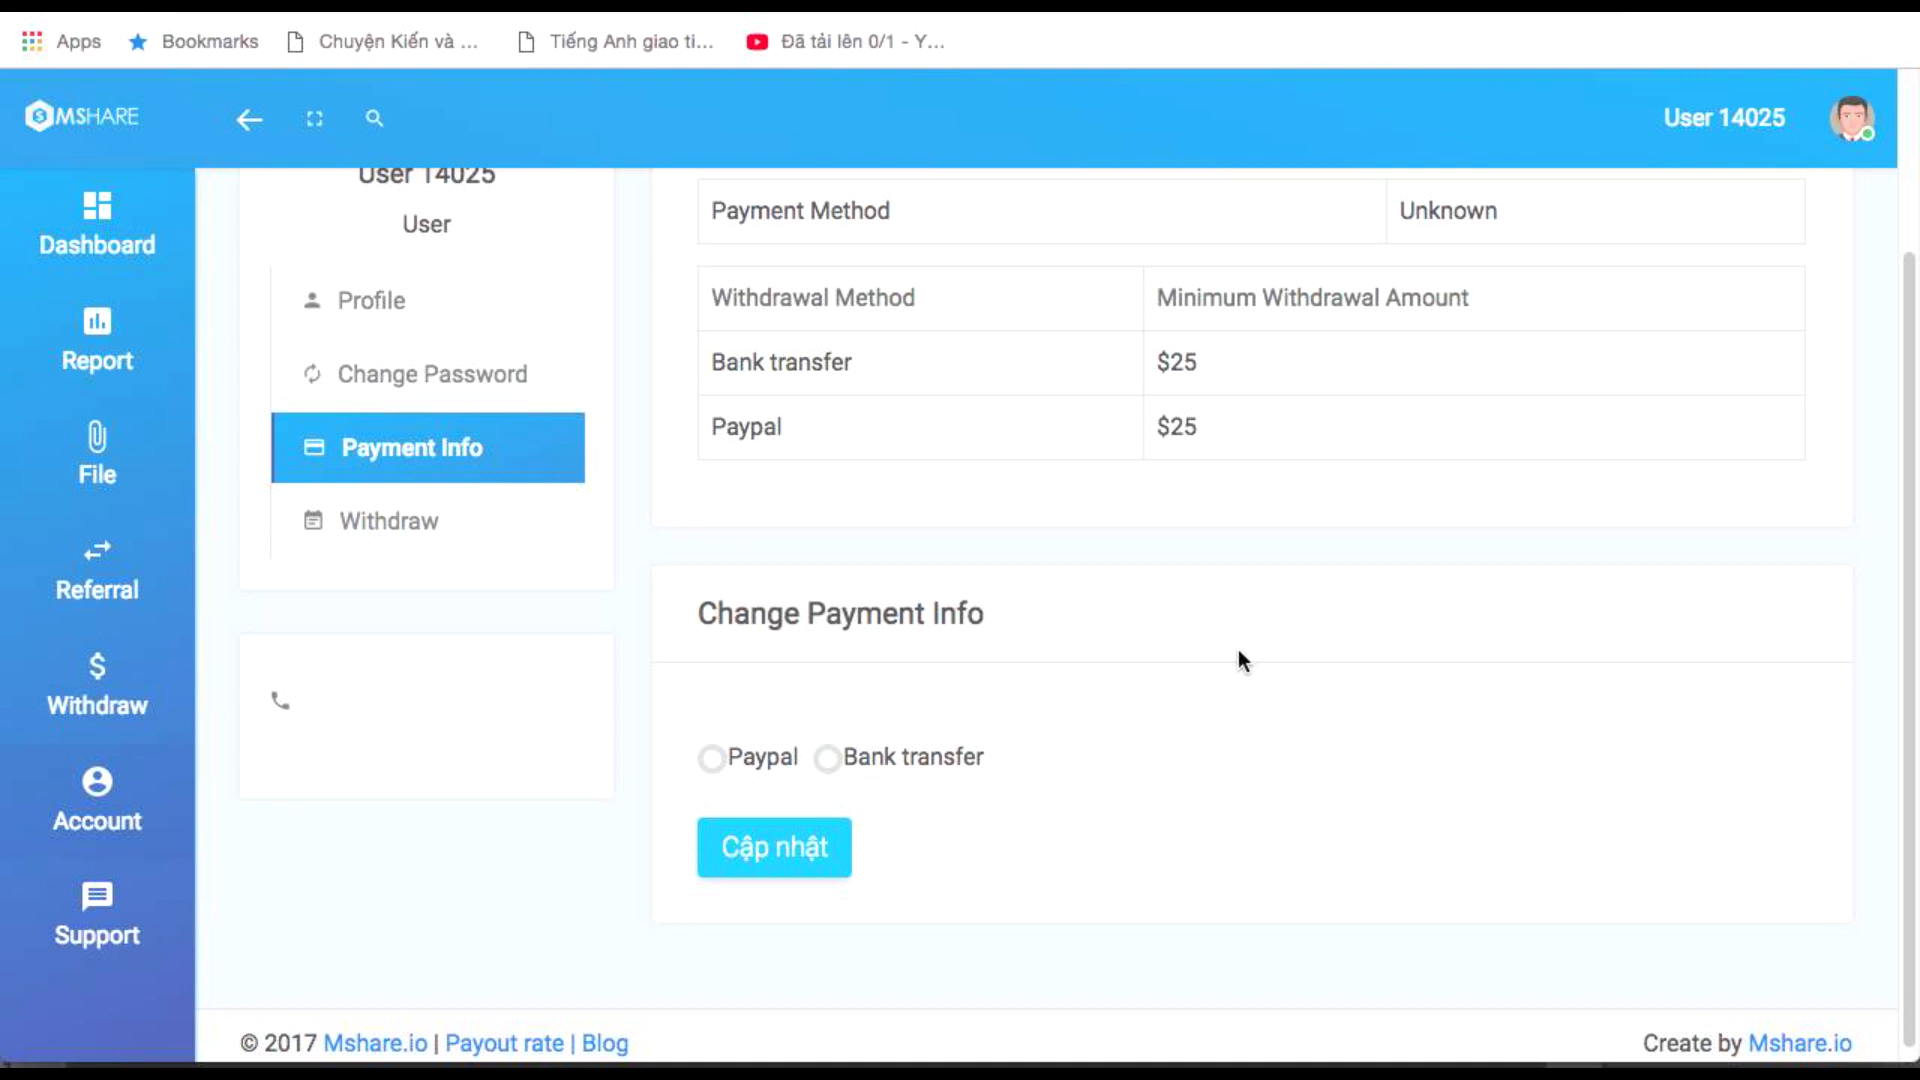 Apps Bookmarks Chuyện Kiến và ... Tiếng Anh giao ti... Đã tải lên 0/1 - Y...
MSHARE User 14025
Dashboard
Report
File
Referral
Withdraw
Account
Support
User 14025
User
Profile
Change Password
Payment Info
Withdraw
Payment Method Unknown
Withdrawal Method Minimum Withdrawal Amount
Bank transfer $25
Paypal $25
Change Payment Info
Paypal Bank transfer
Cập nhật
© 2017 Mshare.io | Payout rate | Blog Create by Mshare.io